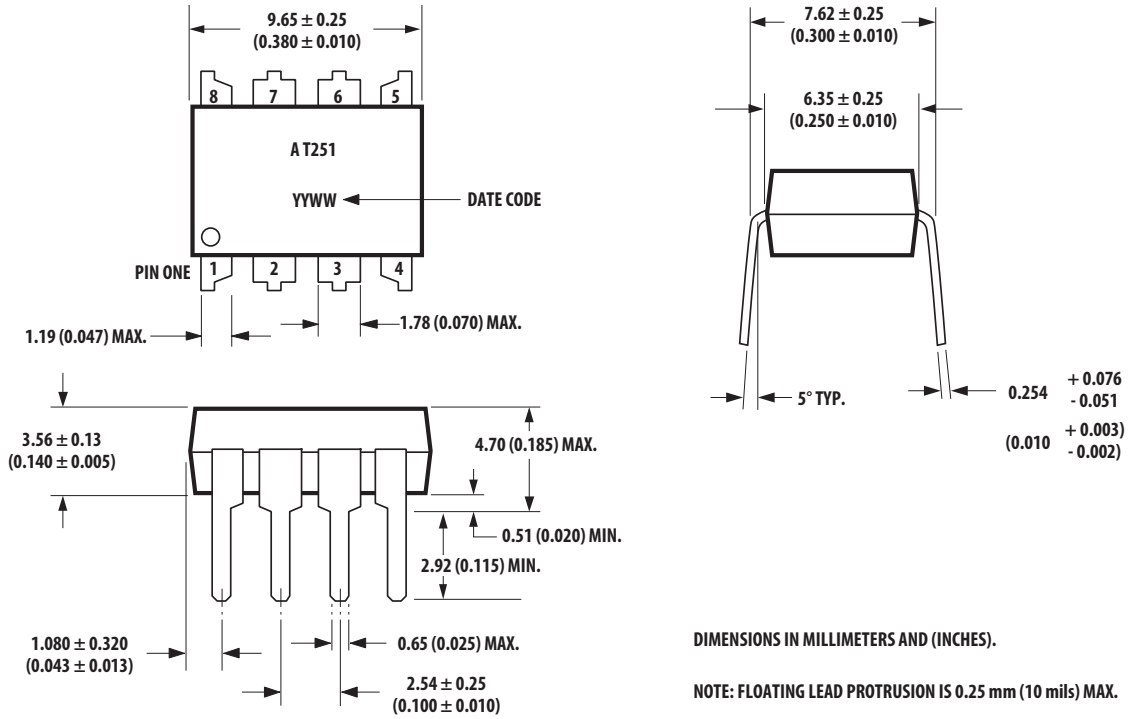 9.65 ± 0.25
(0.380 ± 0.010)
8 7 6 5
A T251
YYWW
DATE CODE
PIN ONE
1 2 3 4
1.19 (0.047) MAX.
1.78 (0.070) MAX.
7.62 ± 0.25
(0.300 ± 0.010)
6.35 ± 0.25
(0.250 ± 0.010)
5° TYP.
0.254 + 0.076
- 0.051
(0.010 + 0.003)
- 0.002)
3.56 ± 0.13
(0.140 ± 0.005)
4.70 (0.185) MAX.
0.51 (0.020) MIN.
2.92 (0.115) MIN.
1.080 ± 0.320
(0.043 ± 0.013)
0.65 (0.025) MAX.
2.54 ± 0.25
(0.100 ± 0.010)
DIMENSIONS IN MILLIMETERS AND (INCHES).
NOTE: FLOATING LEAD PROTRUSION IS 0.25 mm (10 mils) MAX.